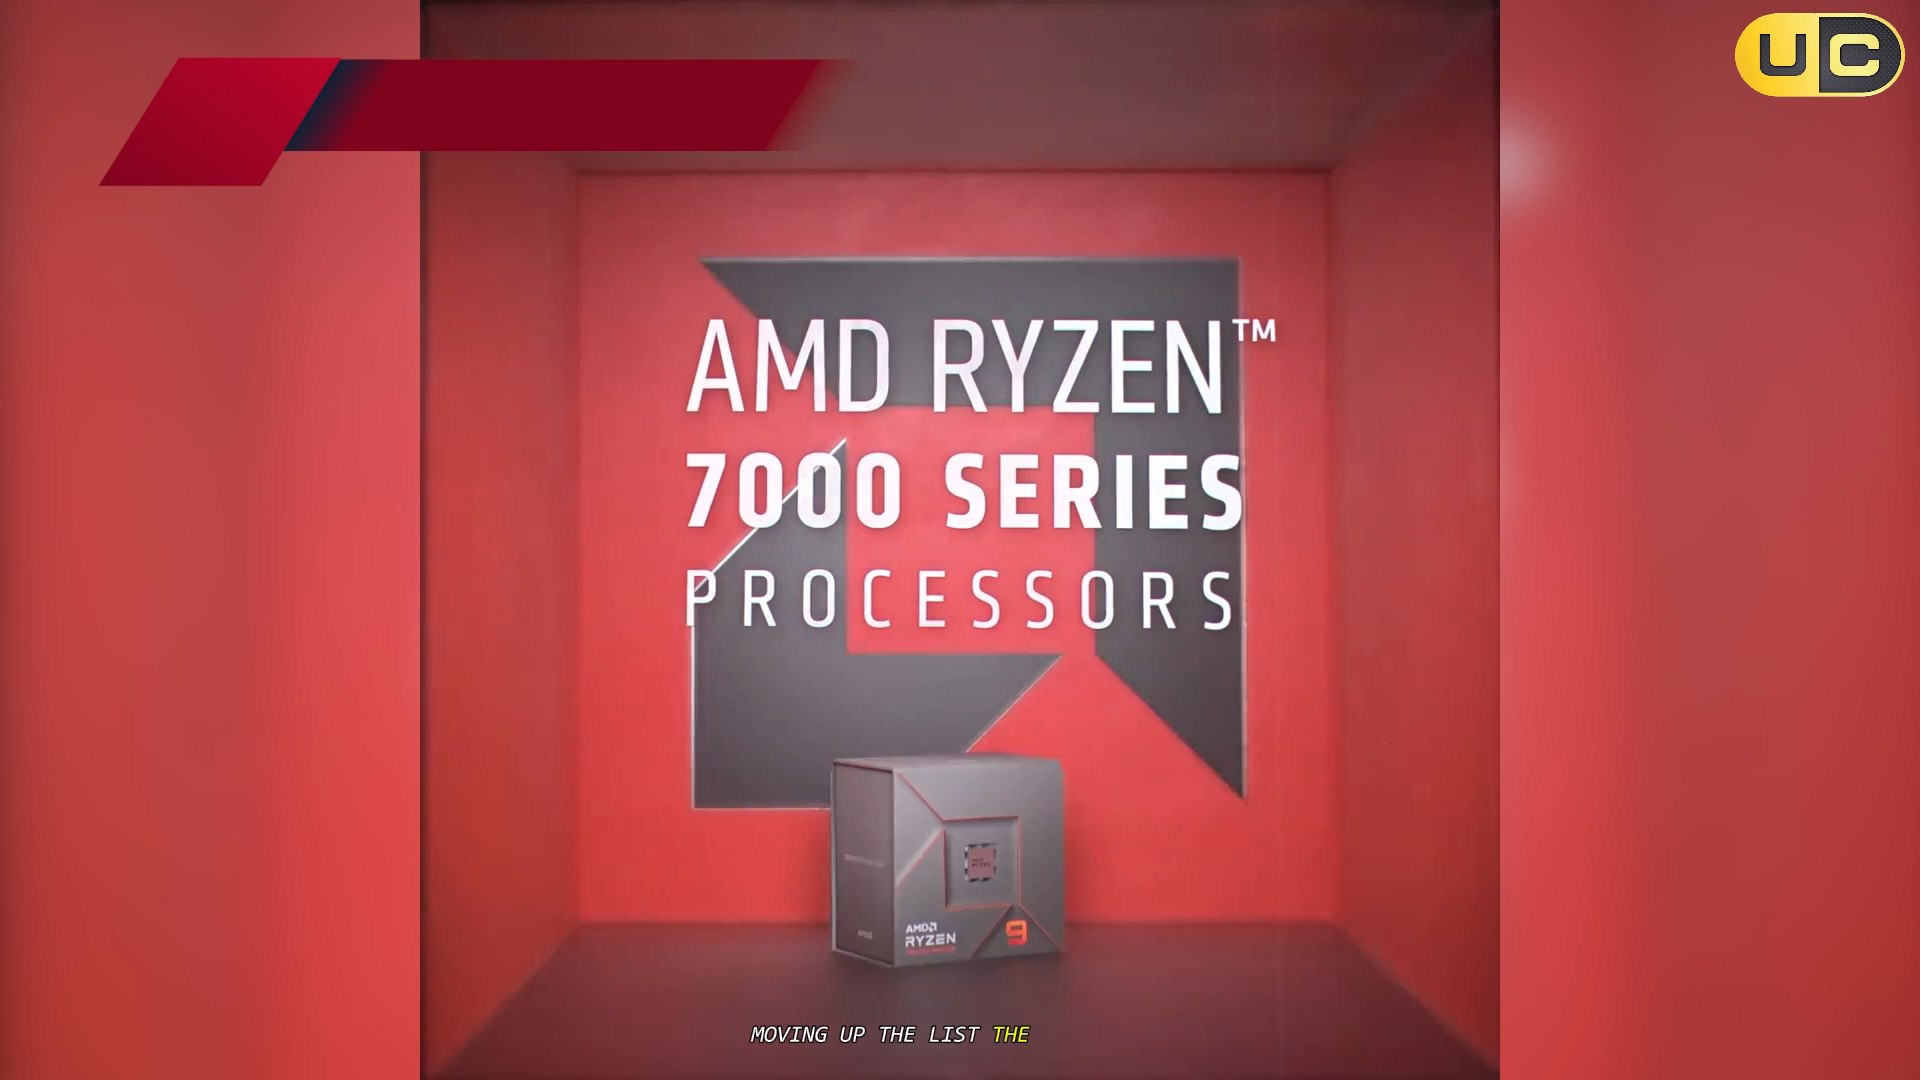 UC
AMD RYZEN™
7000 SERIES
PROCESSORS
AMD
RYZEN
9
MOVING UP THE LIST THE